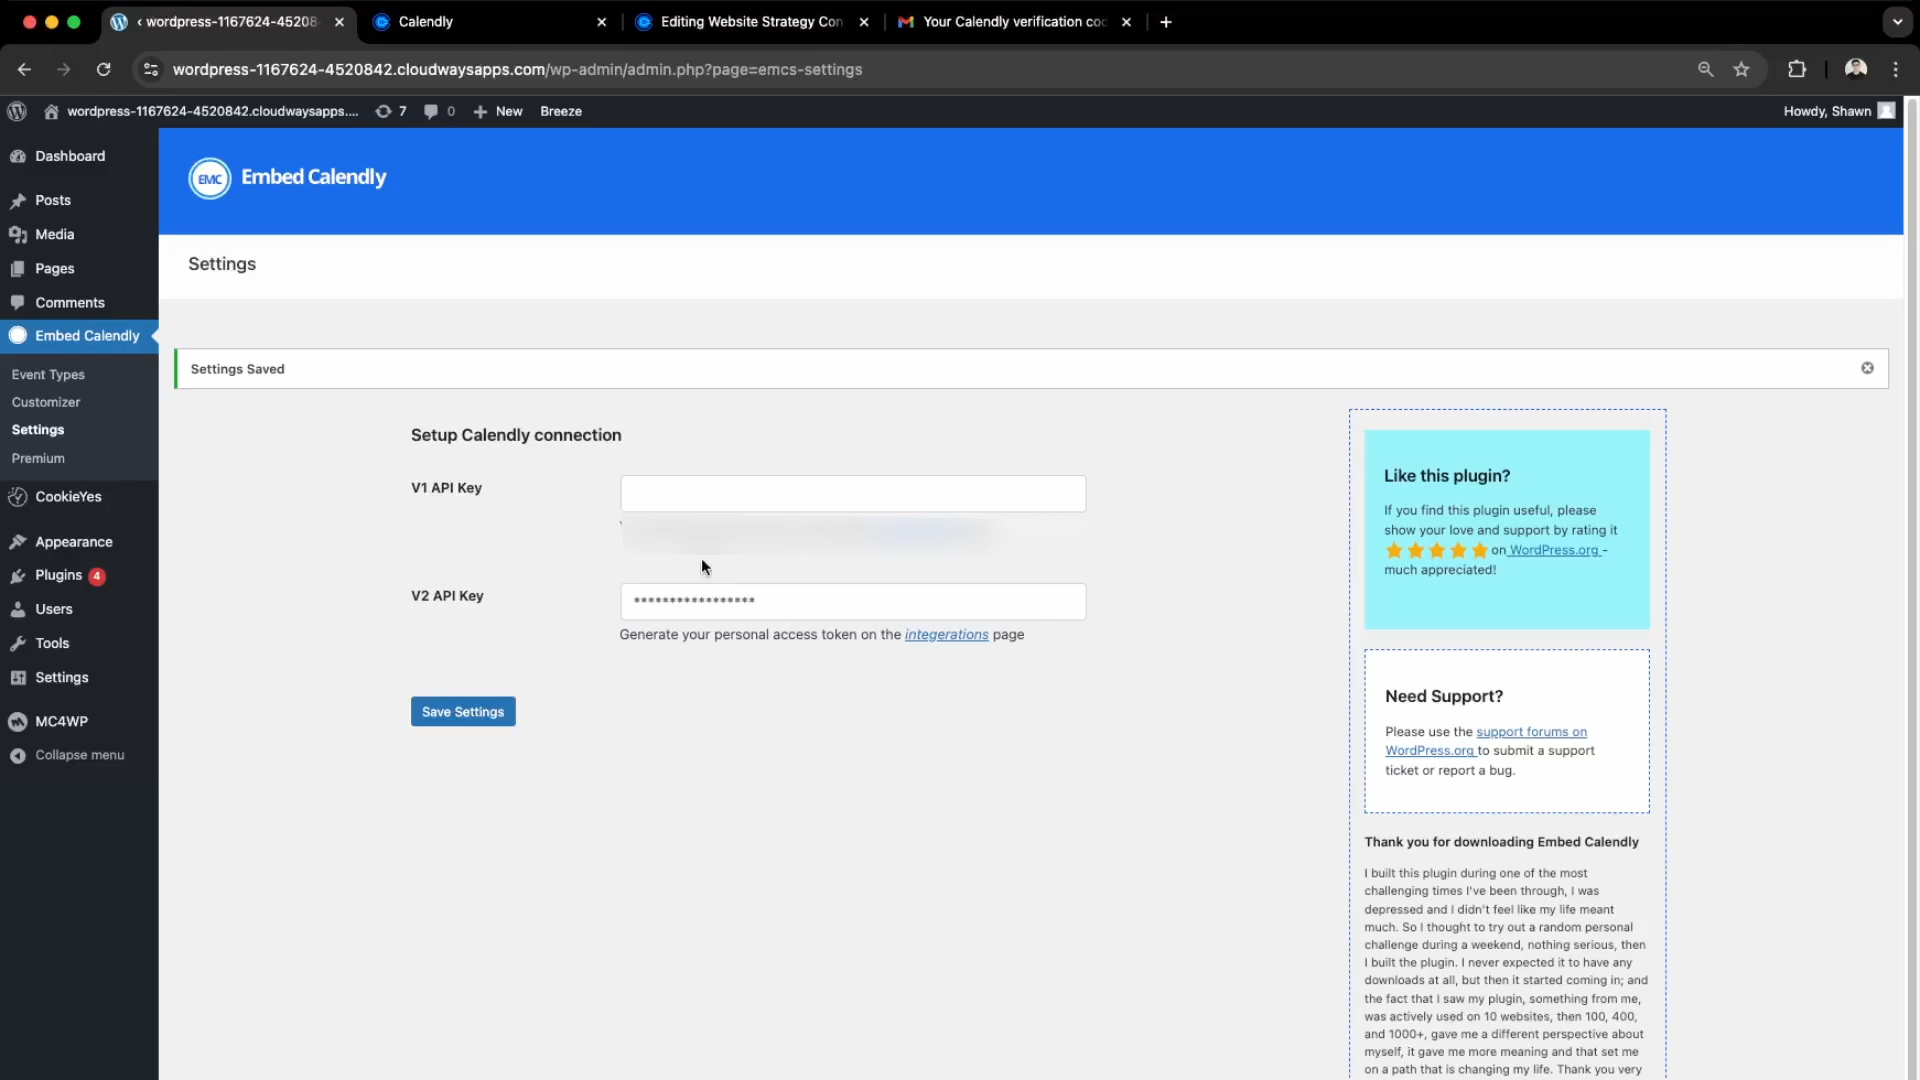 ‹ wordpress-1167624-45208
Calendly
Editing Website Strategy Con
Your Calendly verification co
wordpress-1167624-4520842.cloudwaysapps.com/wp-admin/admin.php?page=emcs-settings
wordpress-1167624-4520842.cloudwaysapps....
7
0
New
Breeze
Howdy, Shawn
Dashboard
Posts
Media
Pages
Comments
Embed Calendly
Event Types
Customizer
Settings
Premium
CookieYes
Appearance
Plugins 4
Users
Tools
Settings
MC4WP
Collapse menu
EMC Embed Calendly
Settings
Settings Saved
Setup Calendly connection
V1 API Key
V2 API Key
*****************
Generate your personal access token on the integerations page
Save Settings
Like this plugin?
If you find this plugin useful, please
show your love and support by rating it
on WordPress.org -
much appreciated!
Need Support?
Please use the support forums on
WordPress.org to submit a support
ticket or report a bug.
Thank you for downloading Embed Calendly
I built this plugin during one of the most
challenging times I've been through, I was
depressed and I didn't feel like my life meant
much. So I thought to try out a random personal
challenge during a weekend, nothing serious, then
I built the plugin. I never expected it to have any
downloads at all, but then it started coming in; and
the fact that I saw my plugin, something from me,
was actively used on 10 websites, then 100, 400,
and 1000+, gave me a different perspective about
myself, it gave me more meaning and that set me
on a path that is changing my life. Thank you very